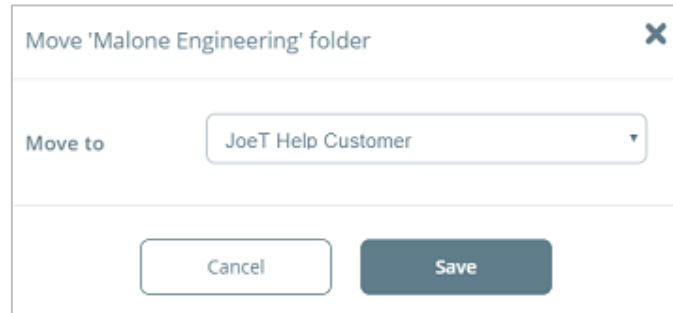 Move 'Malone Engineering' folder
Move to
JoeT Help Customer
Cancel
Save